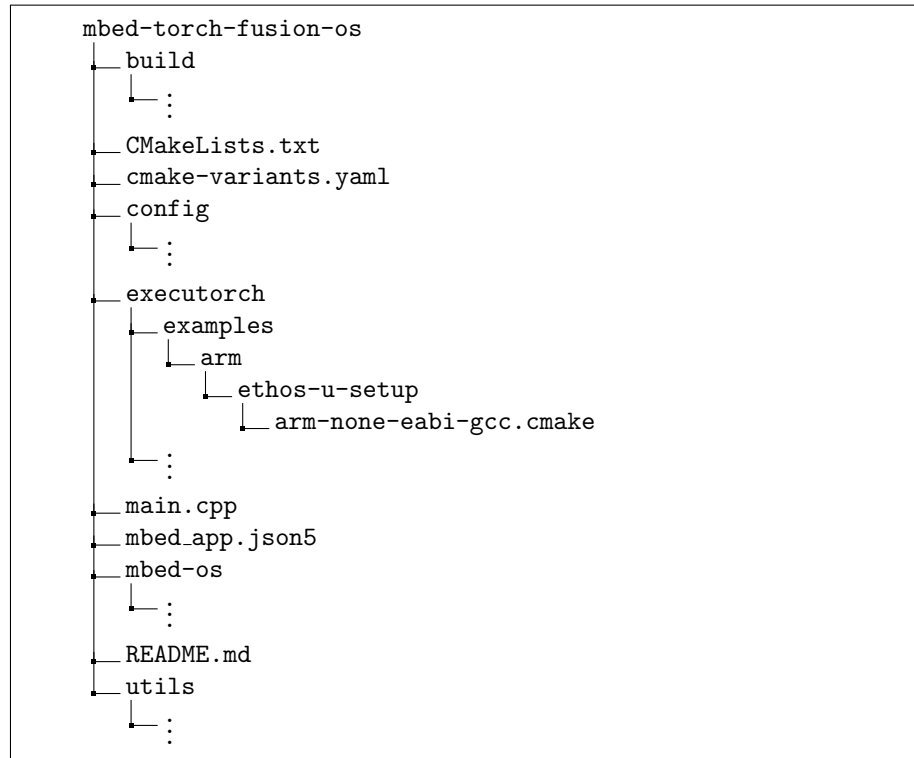 mbed-torch-fusion-os
build
⋮
CMakeLists.txt
cmake-variants.yaml
config
⋮
executorch
examples
arm
ethos-u-setup
arm-none-eabi-gcc.cmake
⋮
main.cpp
mbed_app.json5
mbed-os
⋮
README.md
utils
⋮